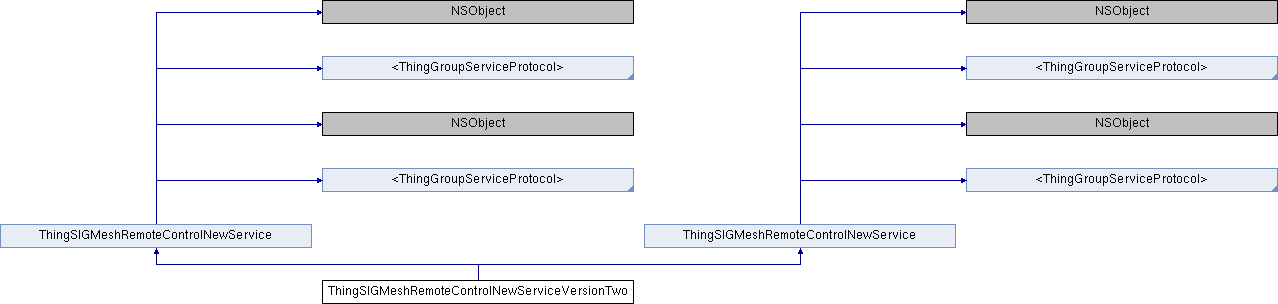 NSObject
NSObject
<ThingGroupServiceProtocol>
<ThingGroupServiceProtocol>
NSObject
NSObject
<ThingGroupServiceProtocol>
<ThingGroupServiceProtocol>
ThingSIGMeshRemoteControlNewService
ThingSIGMeshRemoteControlNewService
ThingSIGMeshRemoteControlNewServiceVersionTwo